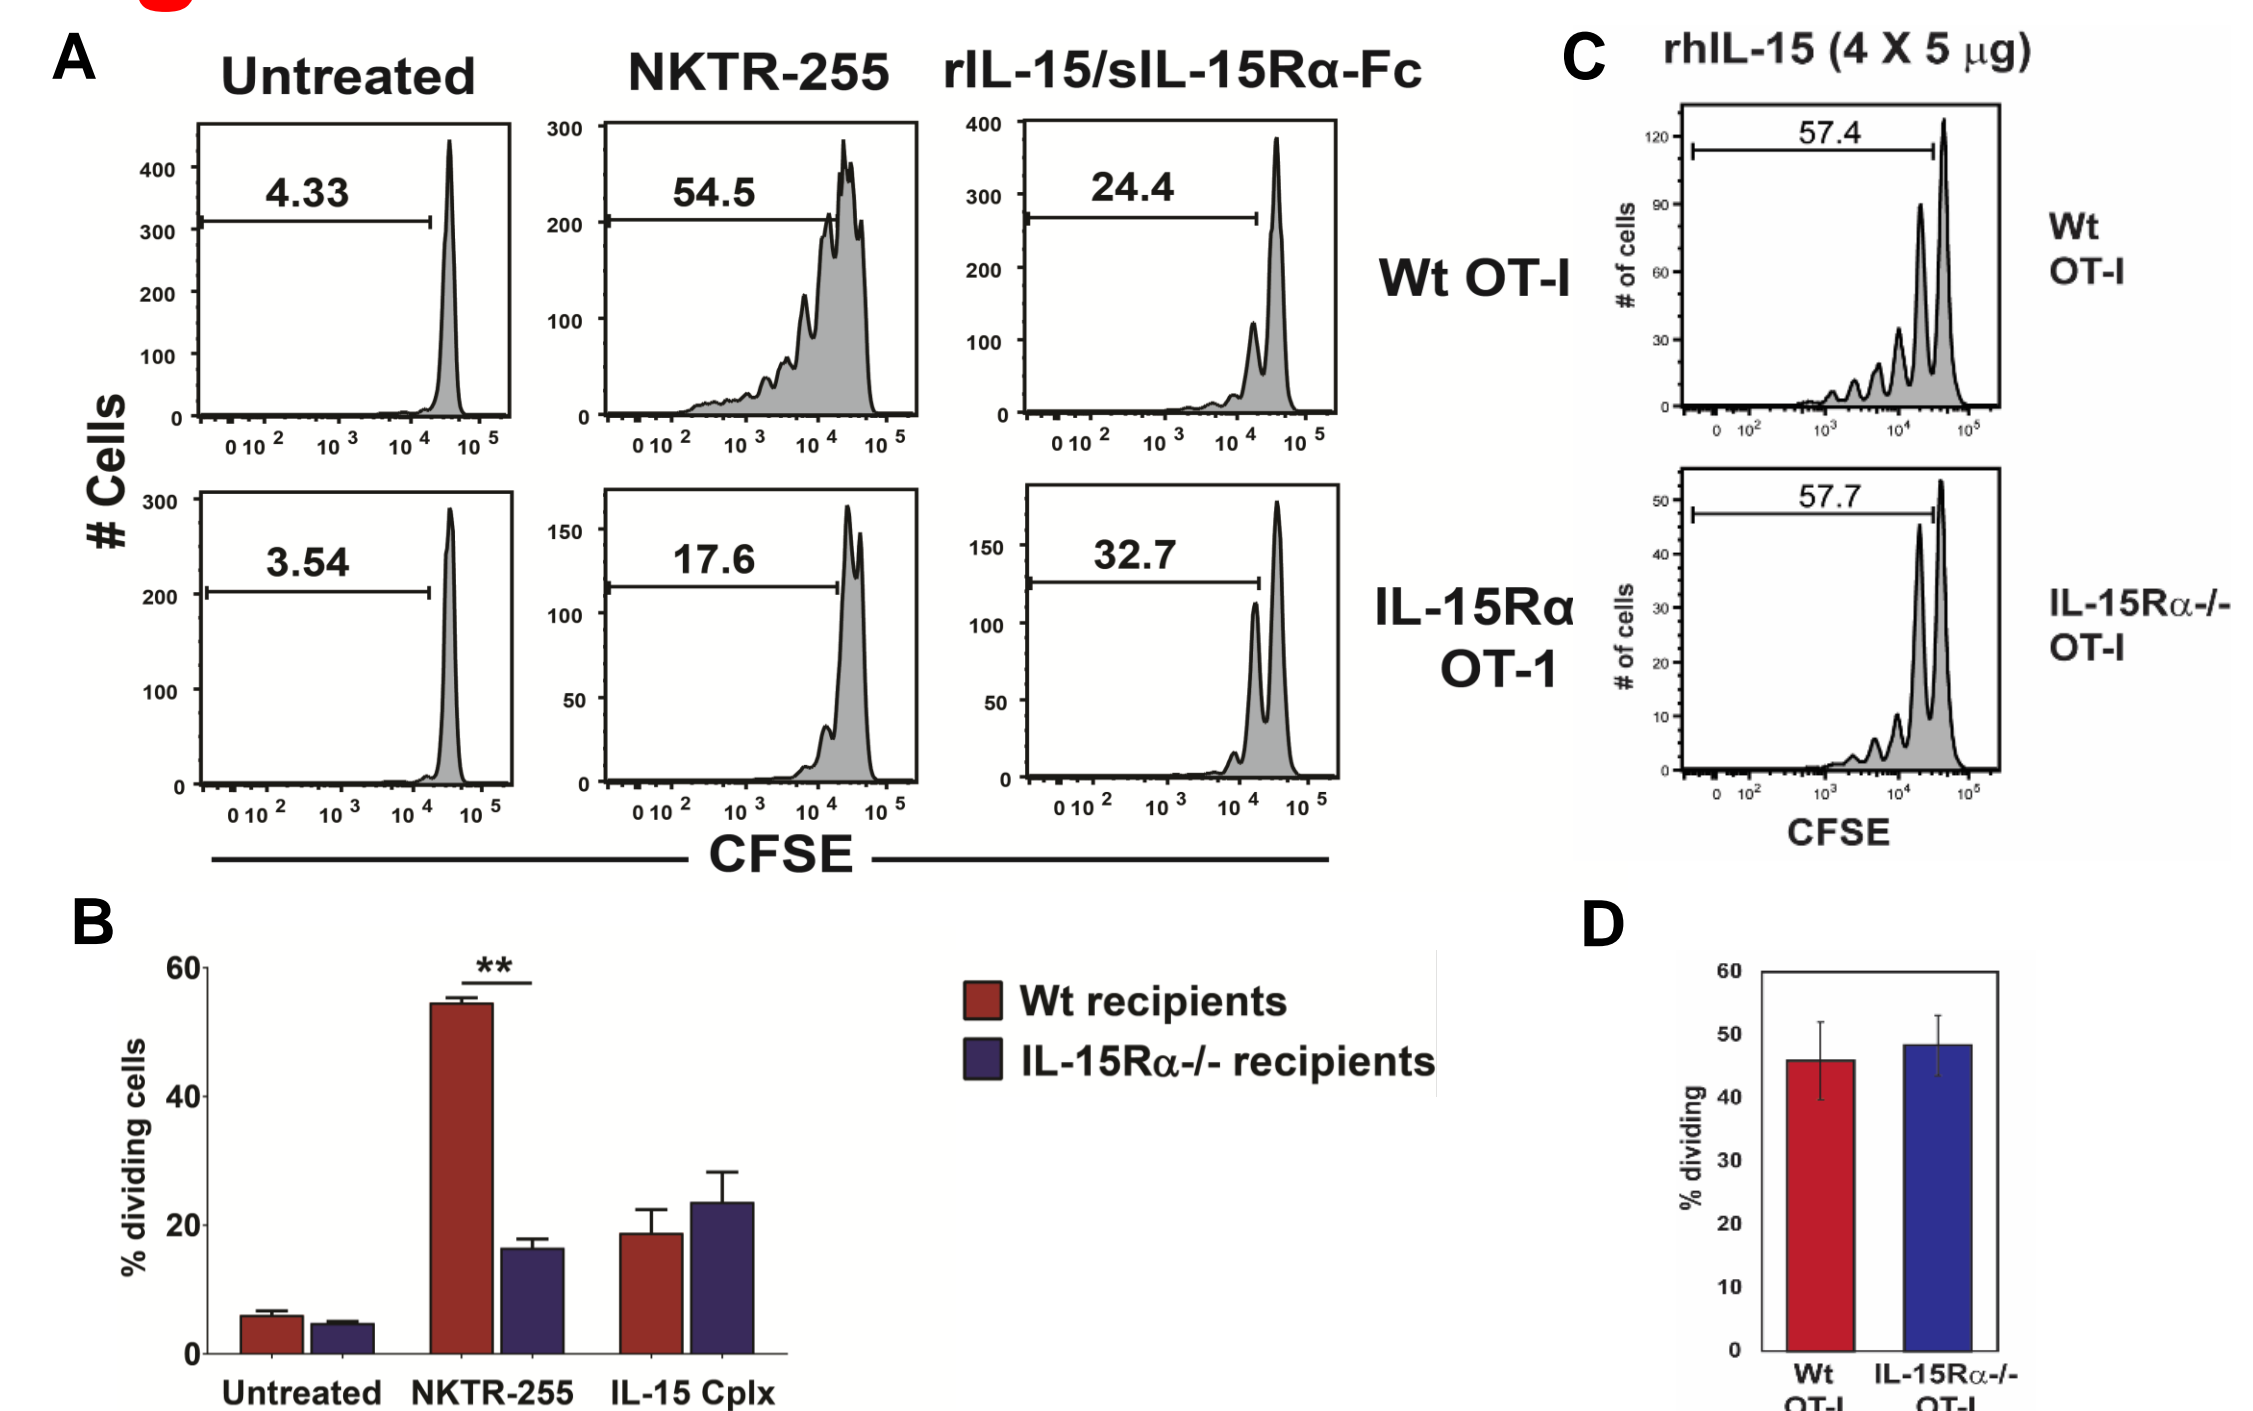 A
Untreated
NKTR-255
rIL-15/sIL-15Rα-Fc
400
300
200
100
0
4.33
0 10 2 10 3 10 4 10 5
300
200
100
0
54.5
0 10 2 10 3 10 4 10 5
400
300
200
100
0
24.4
0 10 2 10 3 10 4 10 5
Wt OT-I
# Cells
300
200
100
0
3.54
0 10 2 10 3 10 4 10 5
150
100
50
0
17.6
0 10 2 10 3 10 4 10 5
150
100
50
0
32.7
0 10 2 10 3 10 4 10 5
IL-15Rα
OT-1
CFSE
B
60
40
20
0
% dividing cells
**
Untreated
NKTR-255
IL-15 Cplx
Wt recipients
IL-15Rα-/- recipients
C
rhIL-15 (4 X 5 µg)
# of cells
120
90
60
30
0
57.4
0 10² 10³ 10⁴ 10⁵
Wt
OT-I
# of cells
50
40
30
20
10
0
57.7
0 10² 10³ 10⁴ 10⁵
IL-15Rα-/-
OT-I
CFSE
D
60
50
40
30
20
10
0
% dividing
Wt
OT-I
IL-15Rα-/-
OT-I